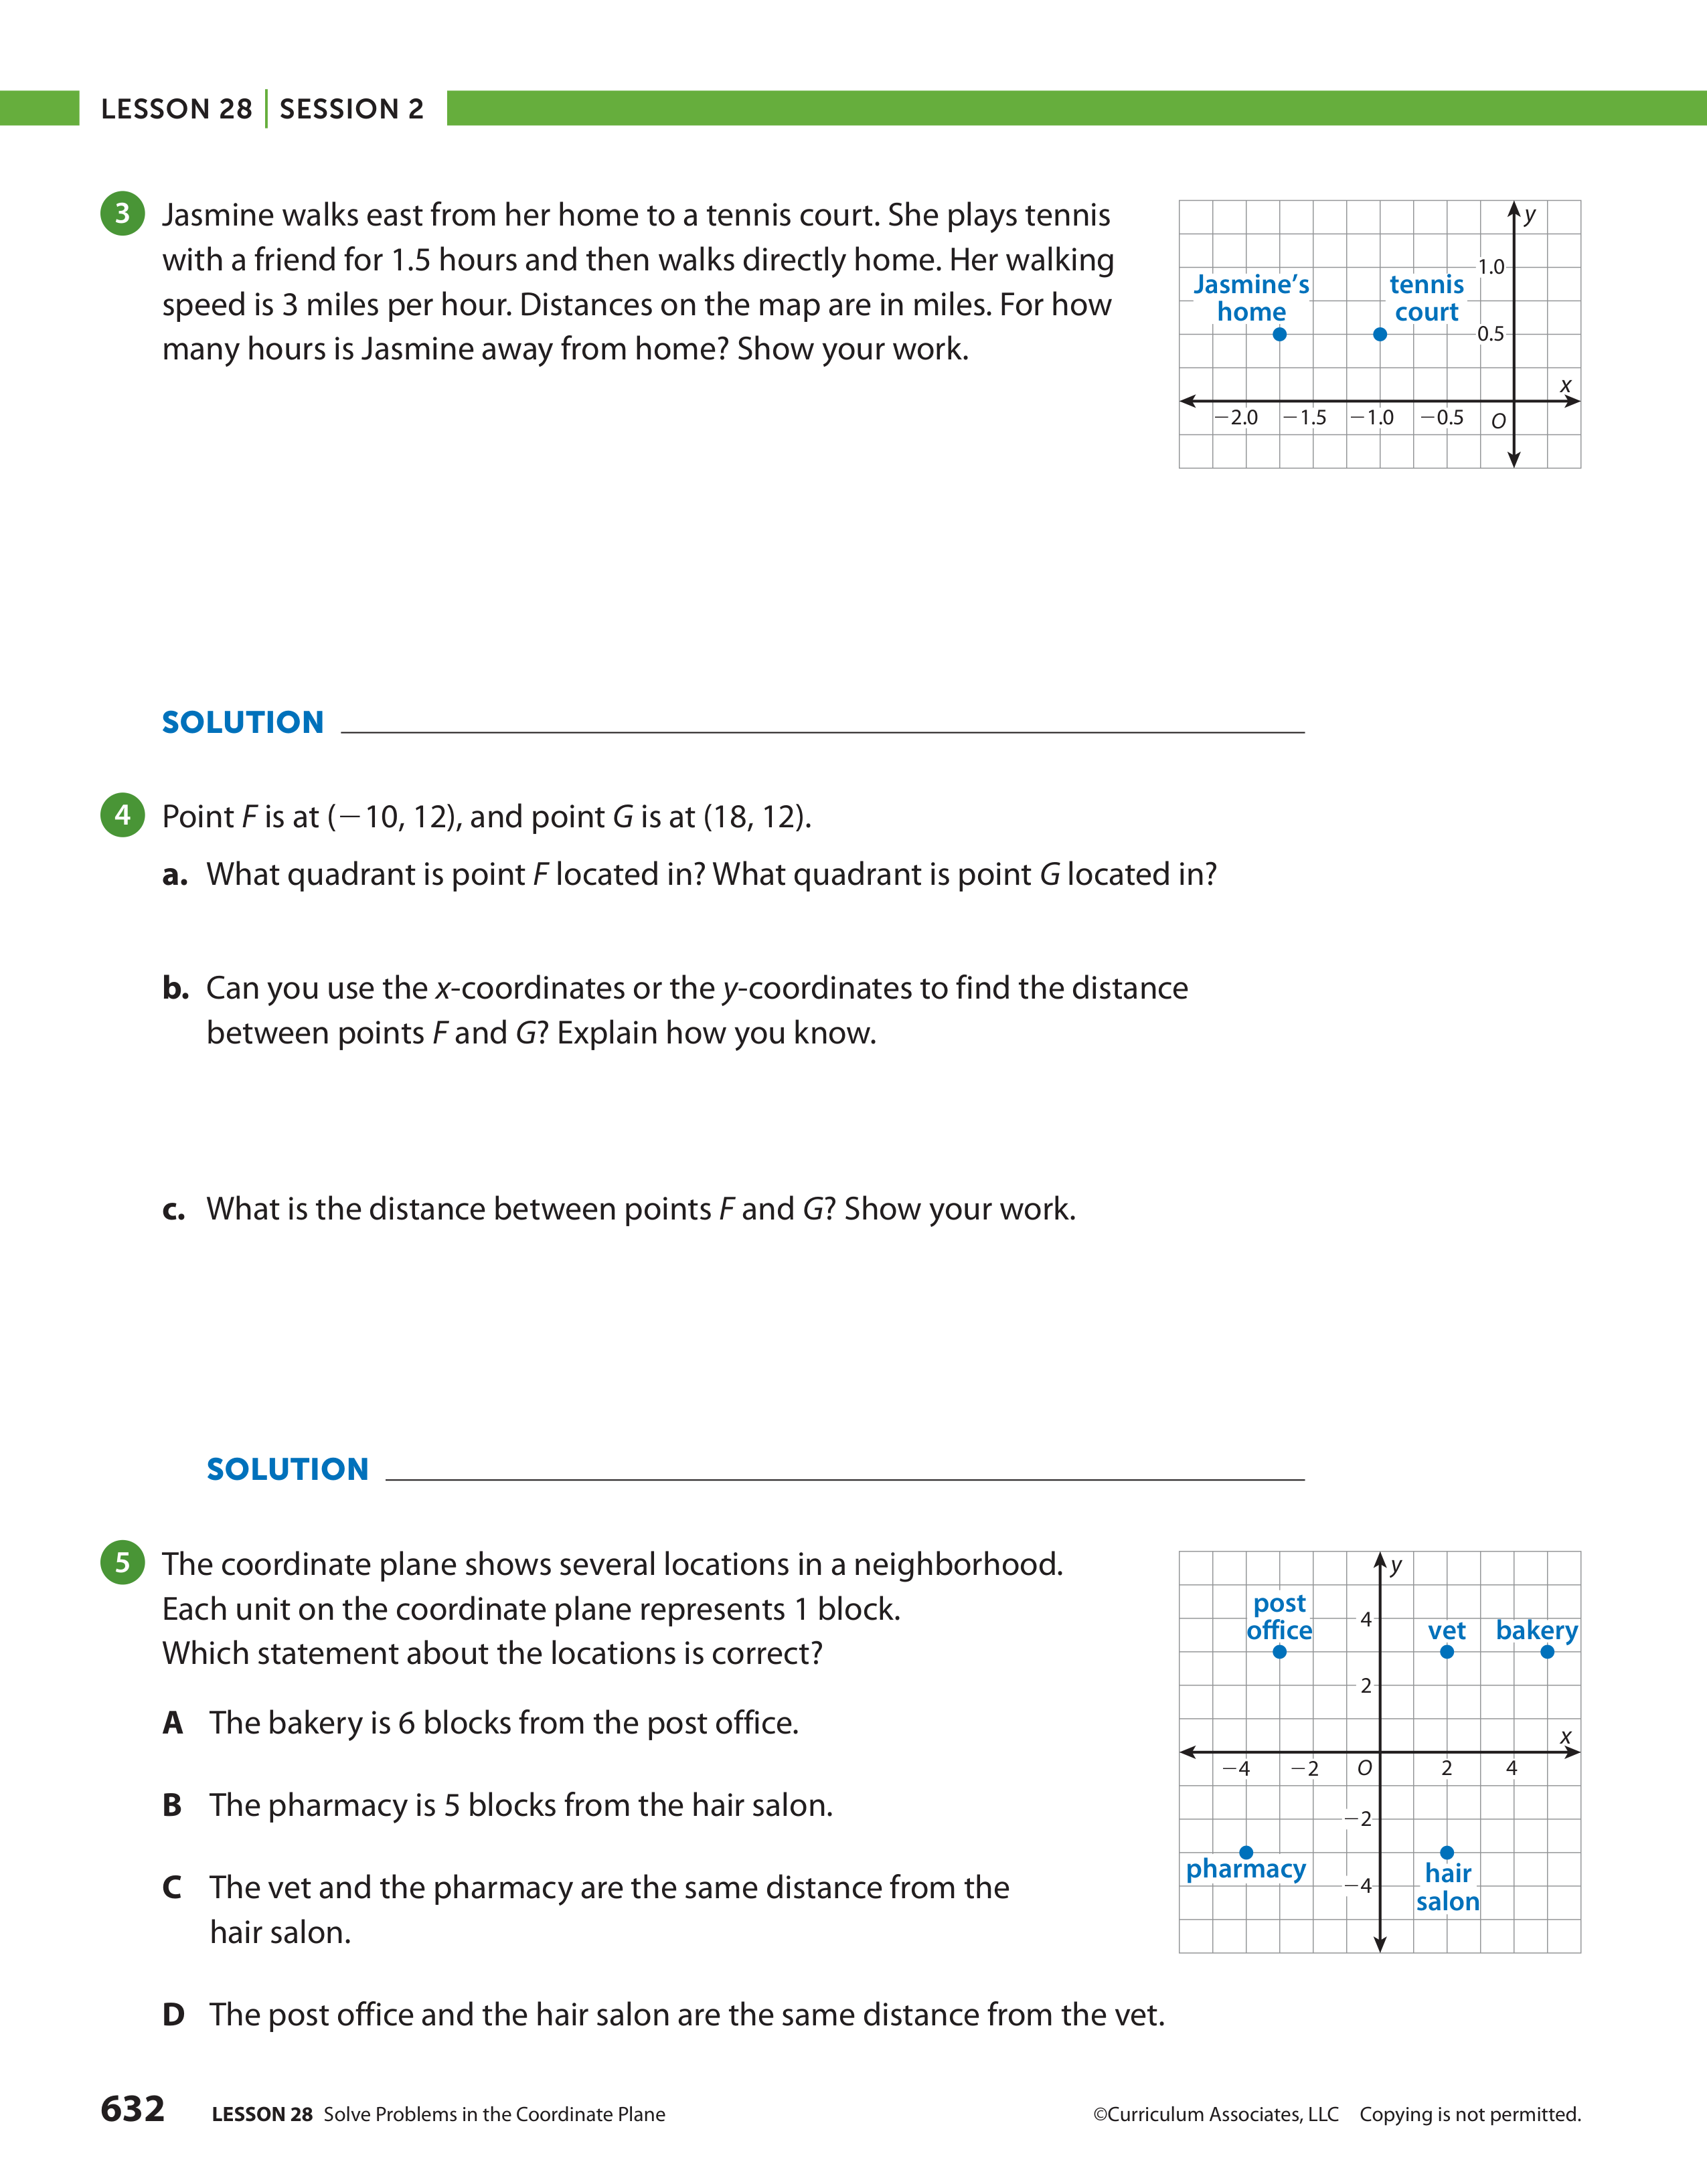 LESSON 28 | SESSION 2
3 Jasmine walks east from her home to a tennis court. She plays tennis
with a friend for 1.5 hours and then walks directly home. Her walking
speed is 3 miles per hour. Distances on the map are in miles. For how
many hours is Jasmine away from home? Show your work.
y
1.0
Jasmine's
home
tennis
court
0.5
x
−2.0 −1.5 −1.0 −0.5 O
SOLUTION
4 Point F is at (−10, 12), and point G is at (18, 12).
a. What quadrant is point F located in? What quadrant is point G located in?
b. Can you use the x-coordinates or the y-coordinates to find the distance
between points F and G? Explain how you know.
c. What is the distance between points F and G? Show your work.
SOLUTION
5 The coordinate plane shows several locations in a neighborhood.
Each unit on the coordinate plane represents 1 block.
Which statement about the locations is correct?
A The bakery is 6 blocks from the post office.
B The pharmacy is 5 blocks from the hair salon.
C The vet and the pharmacy are the same distance from the
hair salon.
D The post office and the hair salon are the same distance from the vet.
y
post
office
4
vet bakery
2
x
−4 −2 O 2 4
−2
pharmacy
−4
hair
salon
632 LESSON 28 Solve Problems in the Coordinate Plane
©Curriculum Associates, LLC Copying is not permitted.